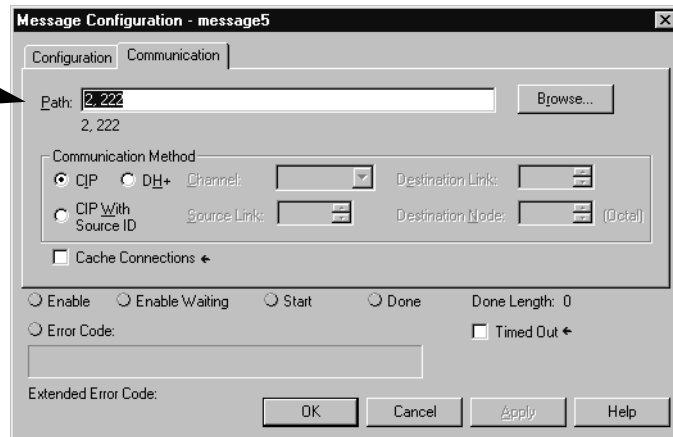 Message Configuration - message5
Configuration Communication
Path: 2, 222 Browse...
2, 222
Communication Method
CIP DH+ Channel: Destination Link:
CIP With Source ID Source Link: Destination Node: (Octal)
Cache Connections
Enable Enable Waiting Start Done Done Length: 0
Error Code: Timed Out
Extended Error Code:
OK Cancel Apply Help